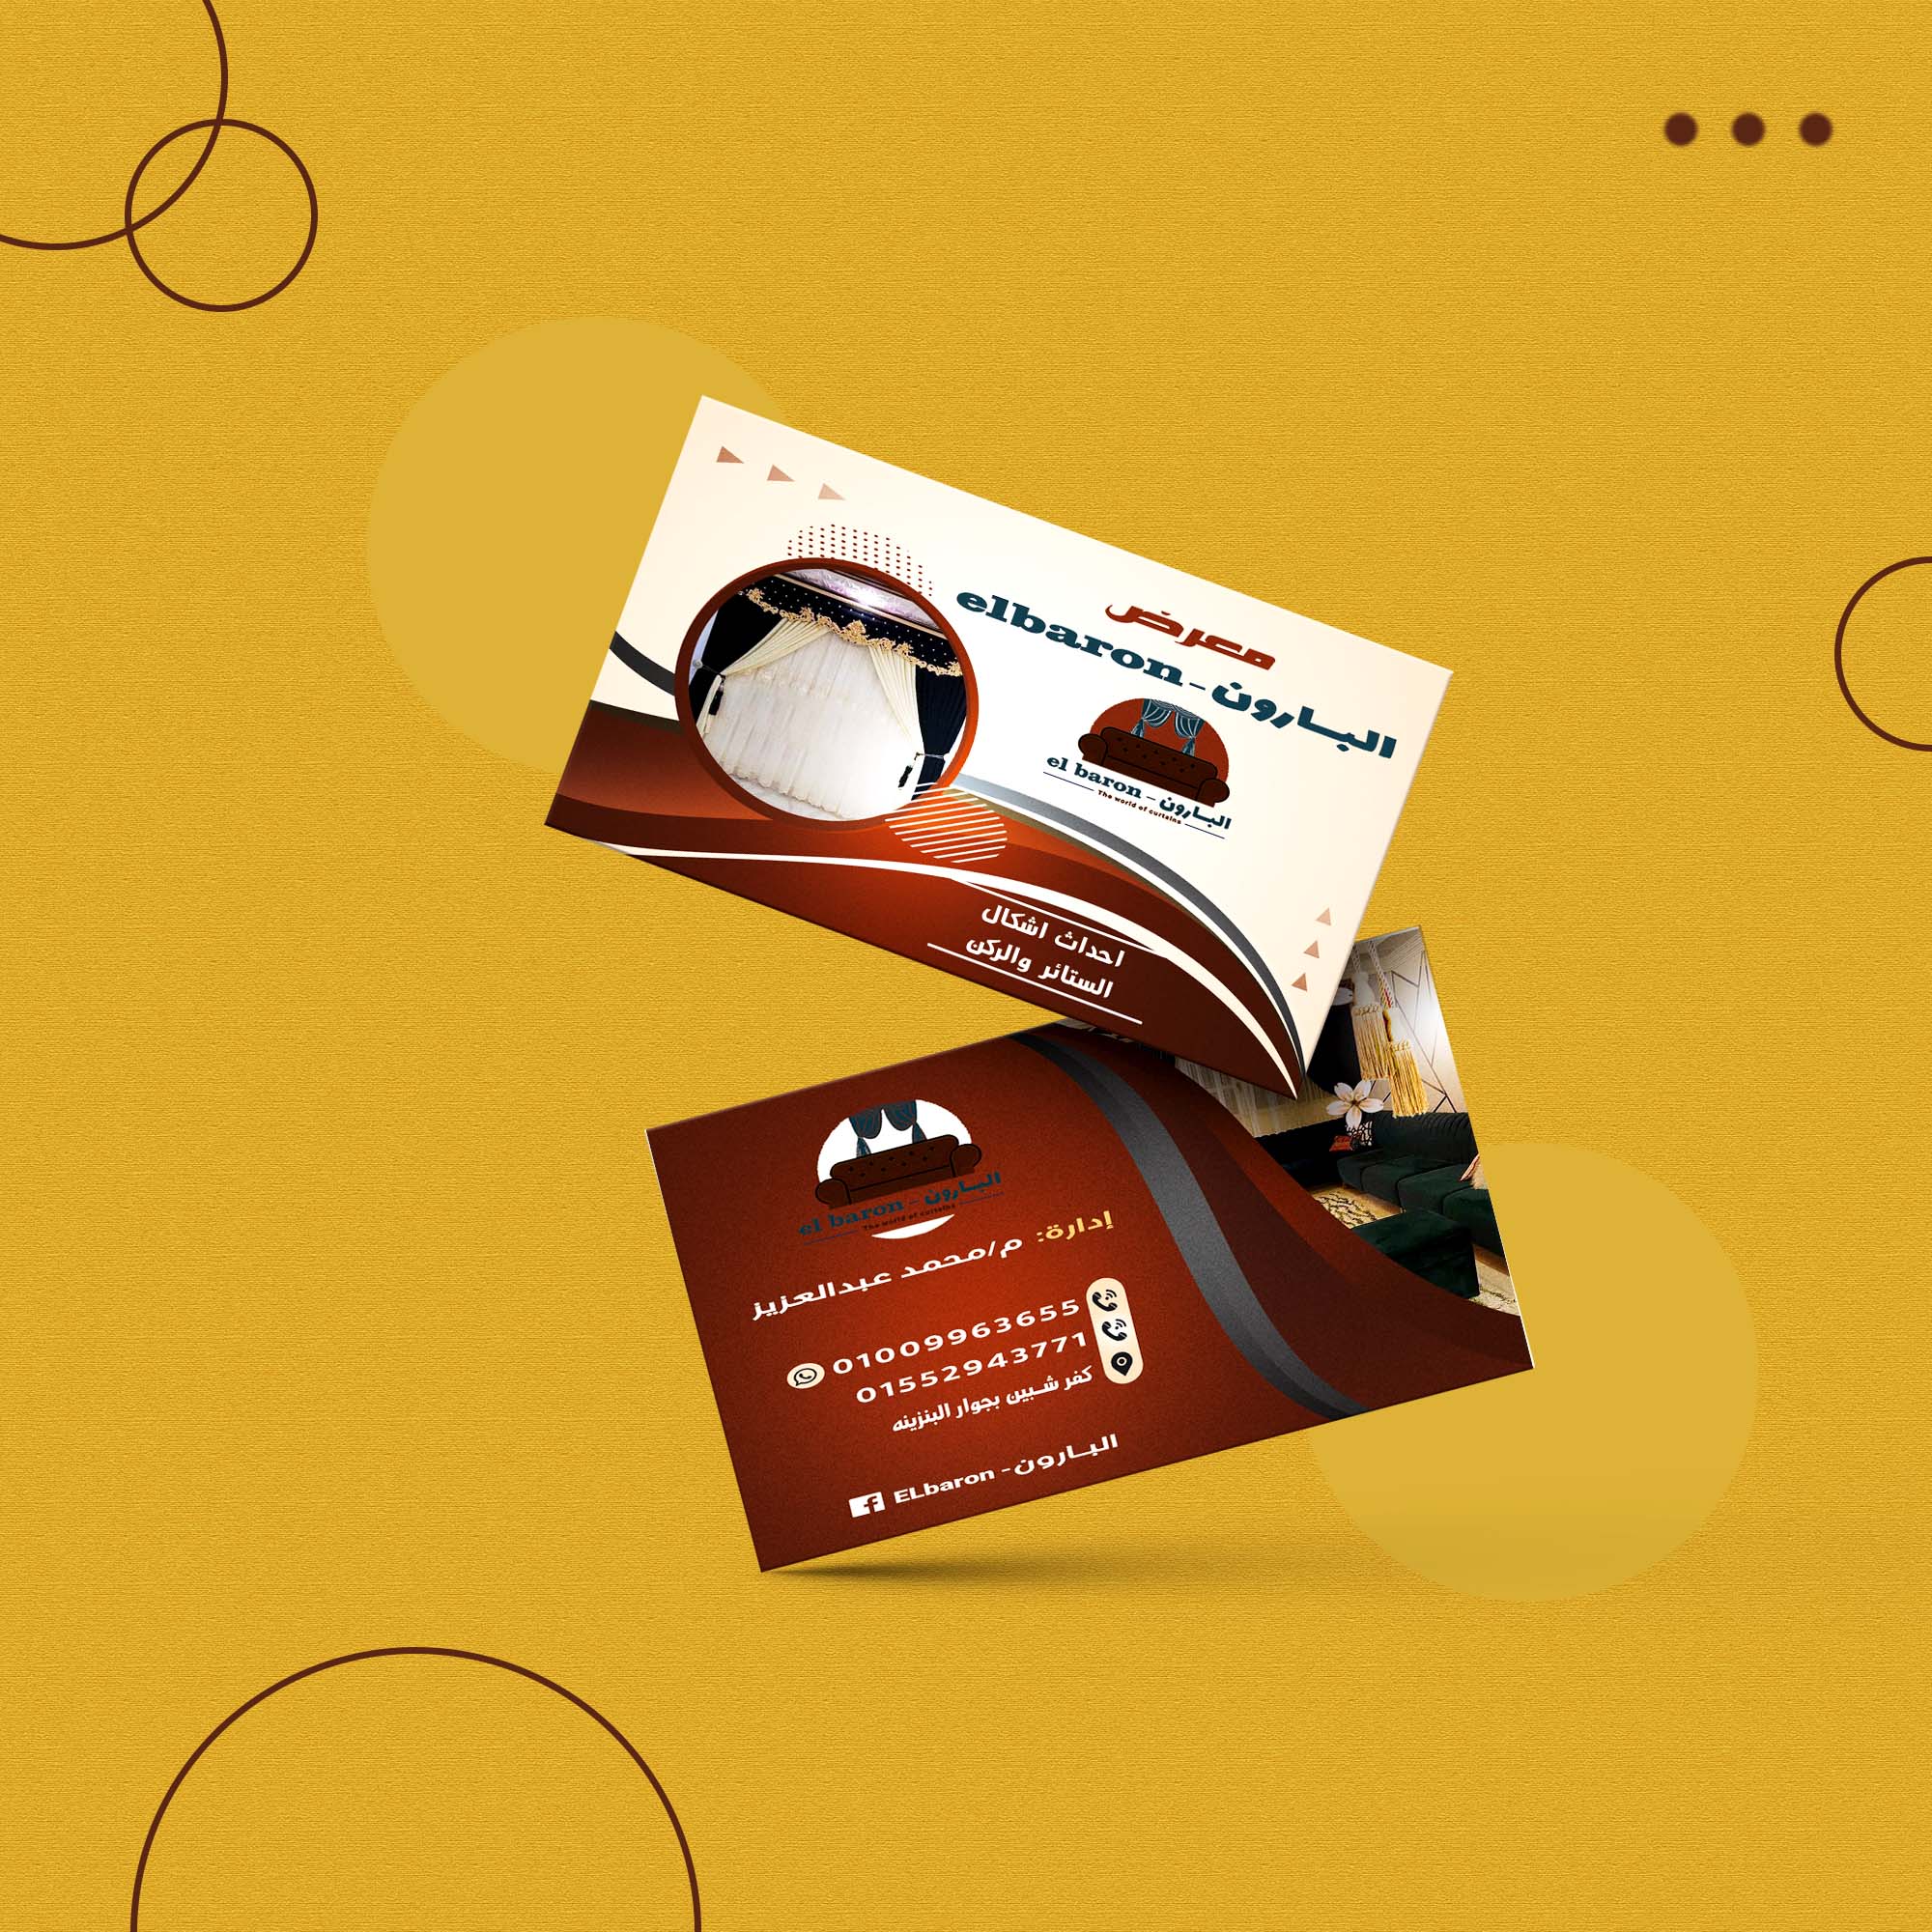 معرض
البارون-elbaron
el baron - البارون
The world of curtains
احداث اشكال
الستائر والركن
el baron - البارون
The world of curtains
إدارة: م/محمد عبدالعزيز
01009963655
01552943771
كفر شبين بجوار البنزينه
البارون- ELbaron